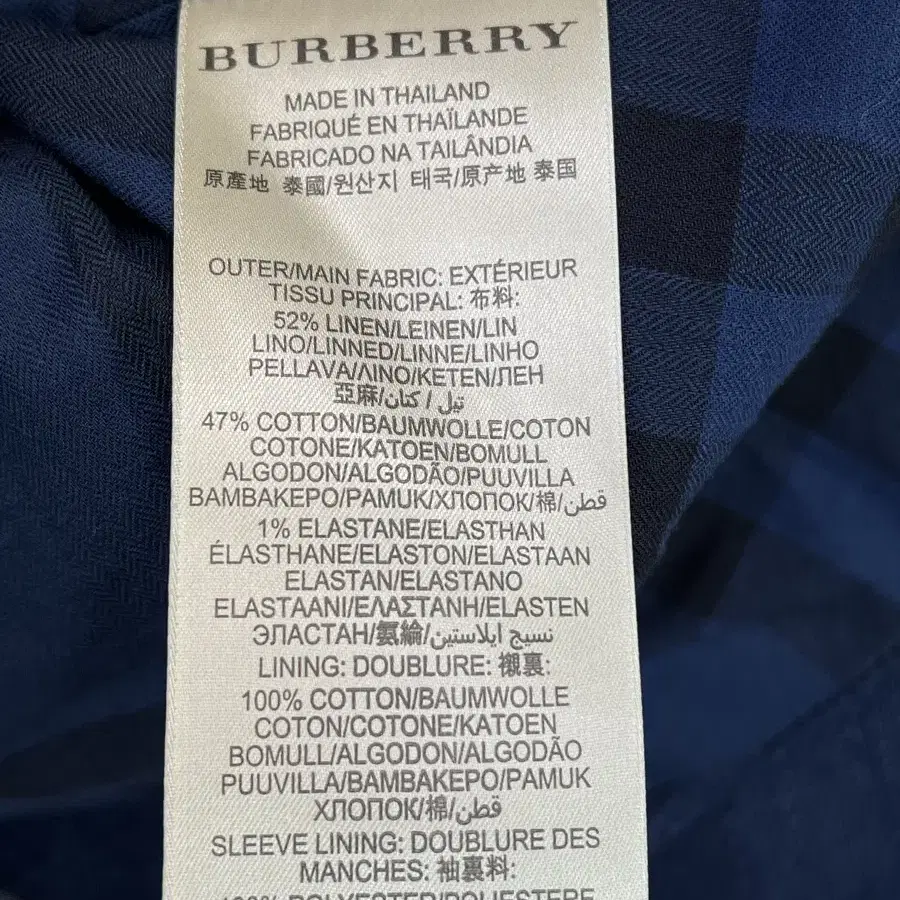 BURBERRY
MADE IN THAILAND
FABRIQUÉ EN THAÏLANDE
FABRICADO NA TAILÂNDIA
原產地 泰國/원산지 태국/原产地 泰国
OUTER/MAIN FABRIC: EXTÉRIEUR
TISSU PRINCIPAL: 布料:
52% LINEN/LEINEN/LIN
LINO/LINNED/LINNE/LINHO
PELLAVA/ΛΙΝΟ/KETEN/ЛЕН
亞麻/كتان / تيل
47% COTTON/BAUMWOLLE/COTON
COTONE/KATOEN/BOMULL
ALGODON/ALGODÃO/PUUVILLA
ΒΑΜΒΑΚΕΡΟ/PAMUK/ХЛОПОК/棉/قطن
1% ELASTANE/ELASTHAN
ÉLASTHANE/ELASTON/ELASTAAN
ELASTAN/ELASTANO
ELASTAANI/ΕΛΑΣΤΑΝΗ/ELASTEN
ЭЛАСТАН/氨綸/نسيج ايلاستين
LINING: DOUBLURE: 襯裏:
100% COTTON/BAUMWOLLE
COTON/COTONE/KATOEN
BOMULL/ALGODON/ALGODÃO
PUUVILLA/ΒΑΜΒΑΚΕΡΟ/PAMUK
ХЛОПОК/棉/قطن
SLEEVE LINING: DOUBLURE DES
MANCHES: 袖裏料:
100% POLYESTER/POLIESTERE